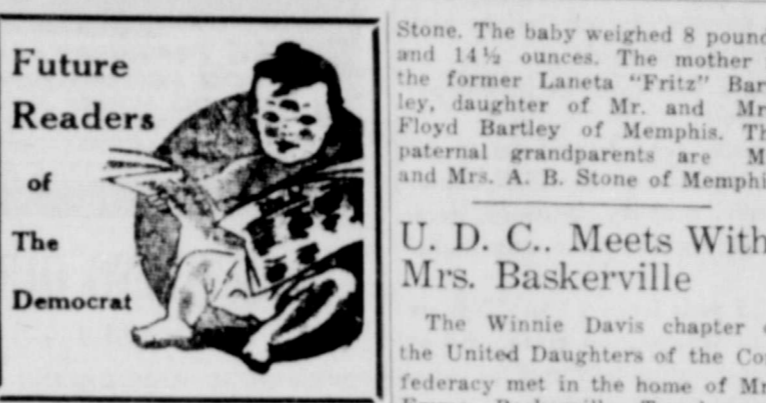 Future
Readers
of
The
Democrat
Stone. The baby weighed 8 pound
and 14½ ounces. The mother
the former Laneta "Fritz" Bar
ley, daughter of Mr. and Mr
Floyd Bartley of Memphis. Th
paternal grandparents are M
and Mrs. A. B. Stone of Memphi
U. D. C.. Meets With
Mrs. Baskerville
The Winnie Davis chapter
the United Daughters of the Co
federacy met in the home of Mr